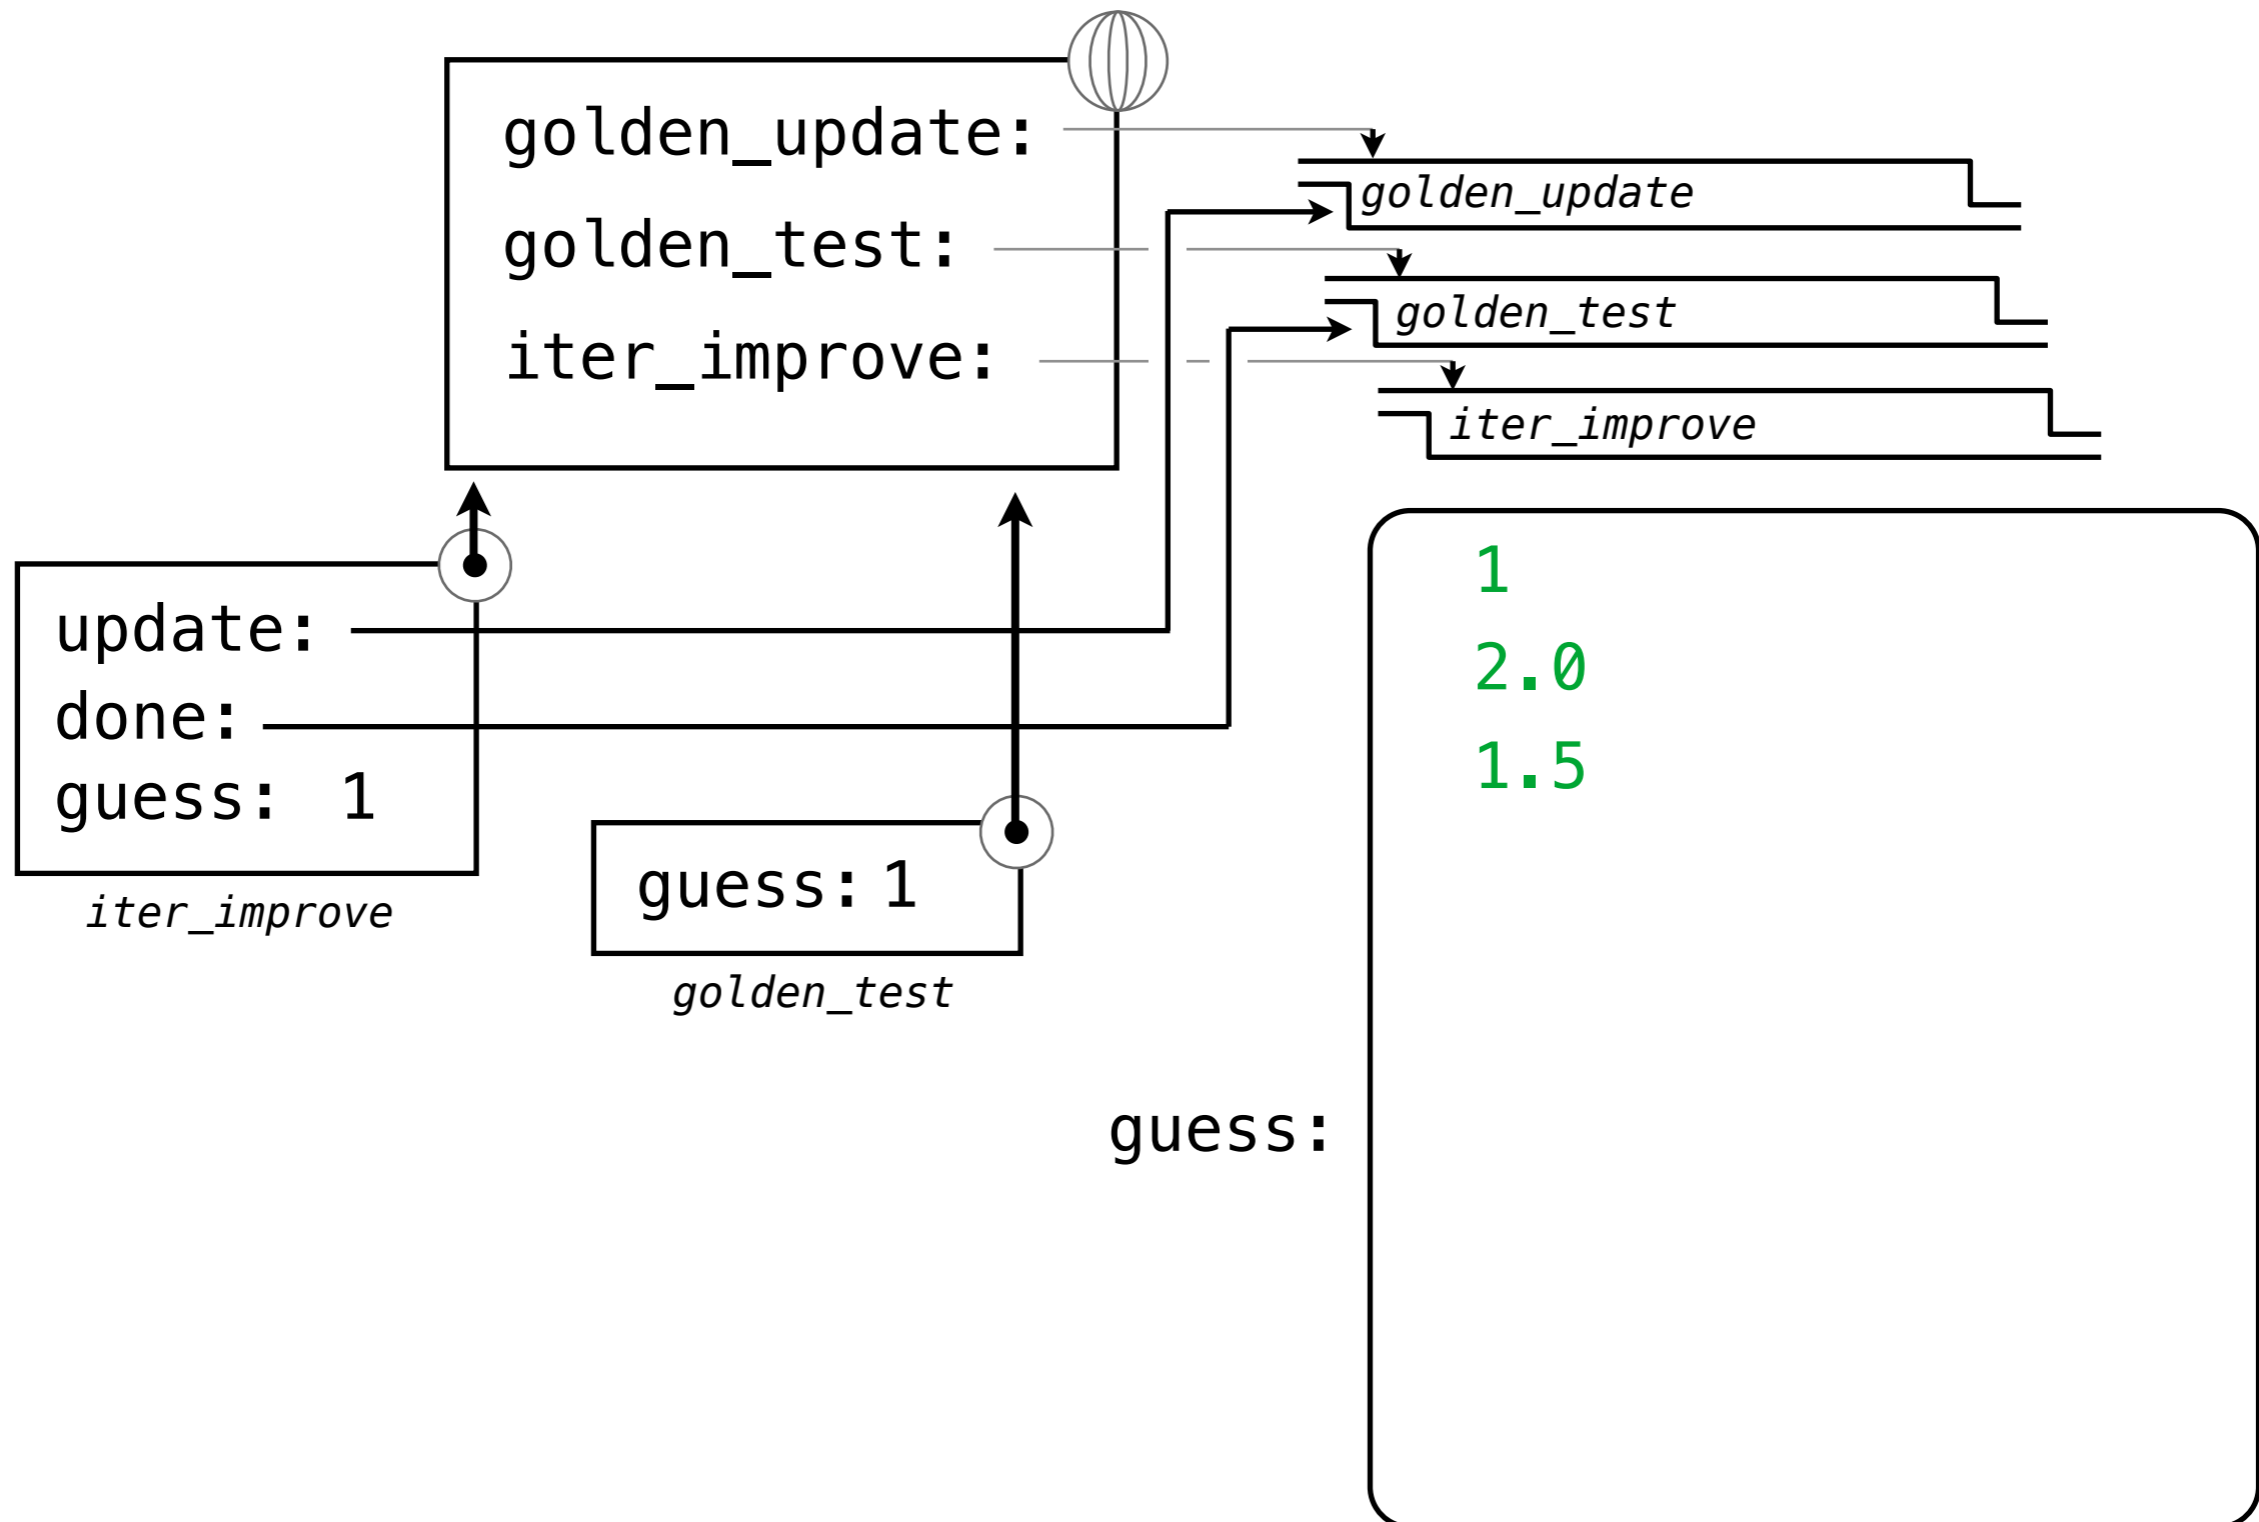 golden_update:
golden_test:
iter_improve:
golden_update
golden_test
iter_improve
update:
done:
guess: 1
iter_improve
guess: 1
golden_test
guess:
1
2.0
1.5